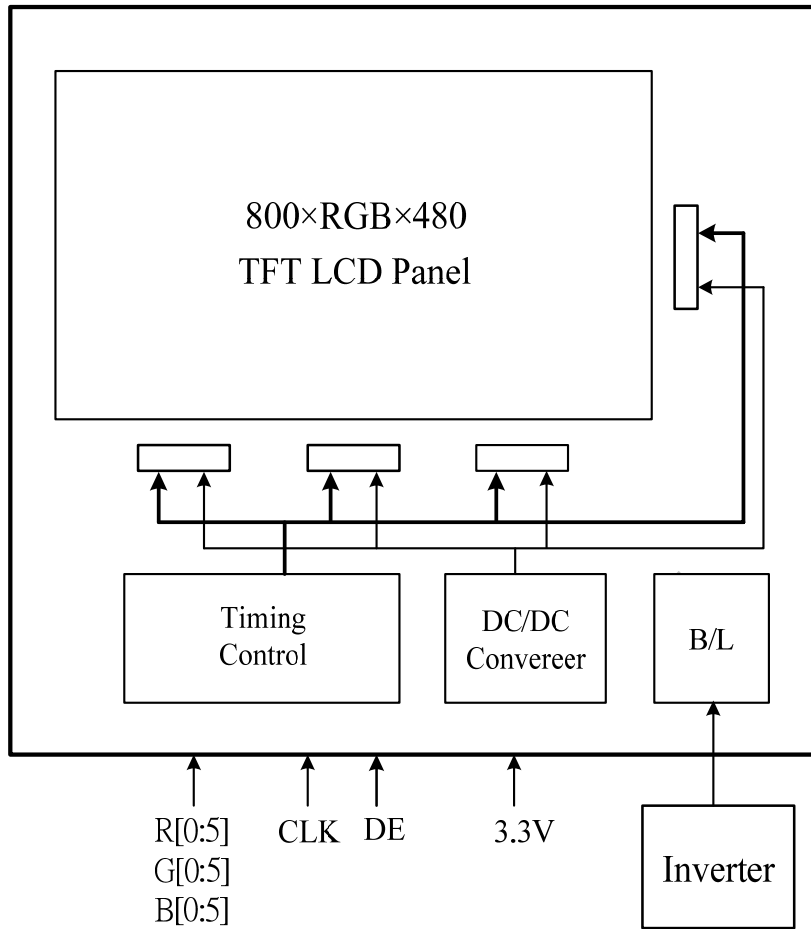 800×RGB×480
TFT LCD Panel
Timing
Control
DC/DC
Convereer
B/L
R[0:5]
G[0:5]
B[0:5]
CLK
DE
3.3V
Inverter